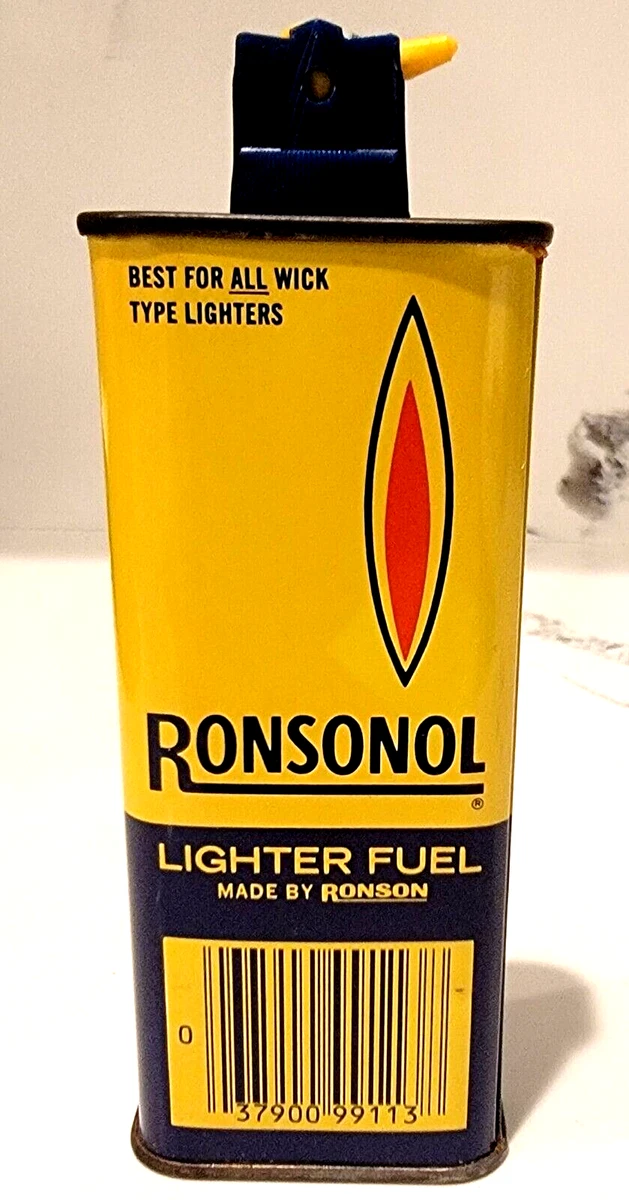 BEST FOR ALL WICK
TYPE LIGHTERS
RONSONOL
®
LIGHTER FUEL
MADE BY RONSON
0
37900 99113